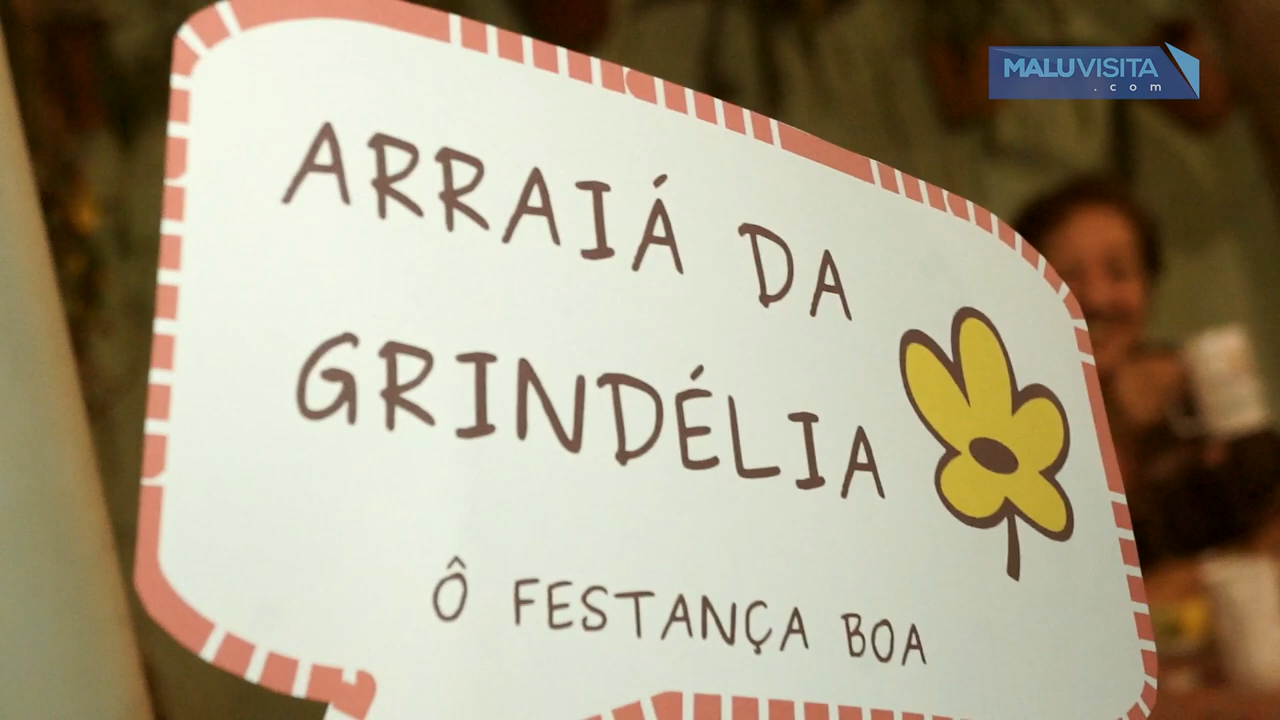 MALUVISITA
.com
ARRAIÁ DA
GRINDÉLIA
Ô FESTANÇA BOA